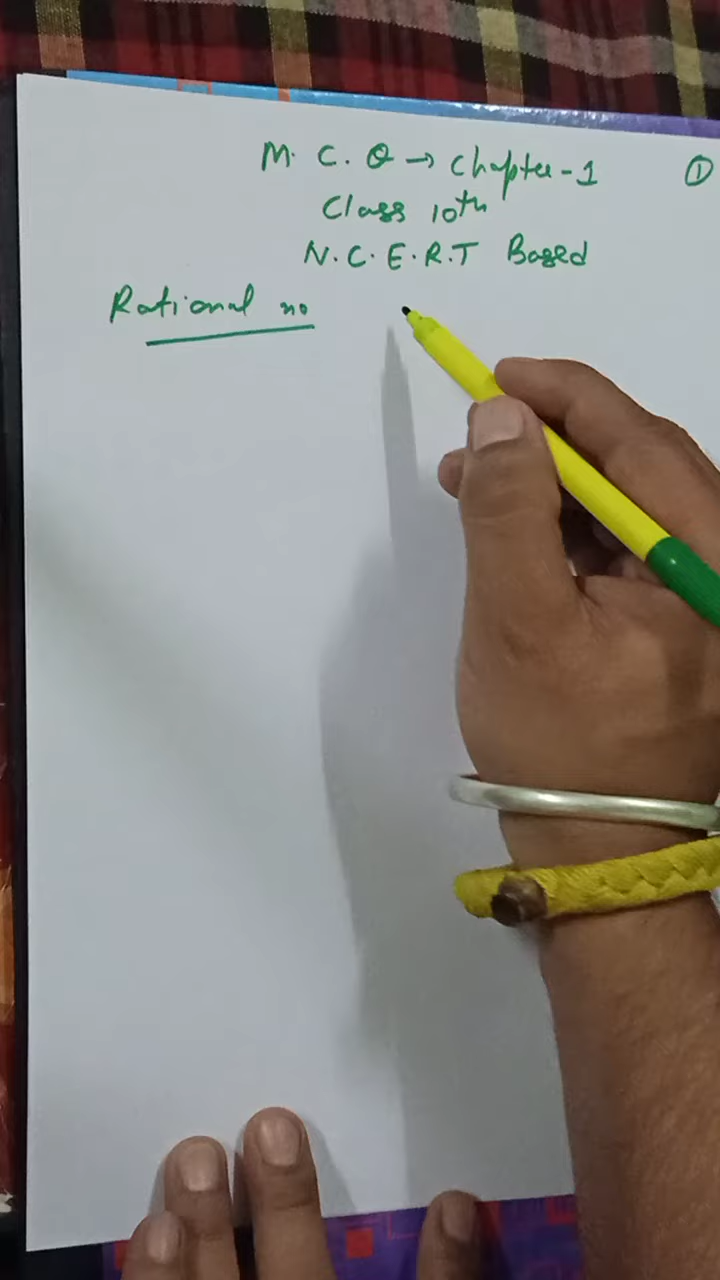 M. C. Q → Chapter-1 ①
Class 10th
N.C.E.R.T Based
Rational no